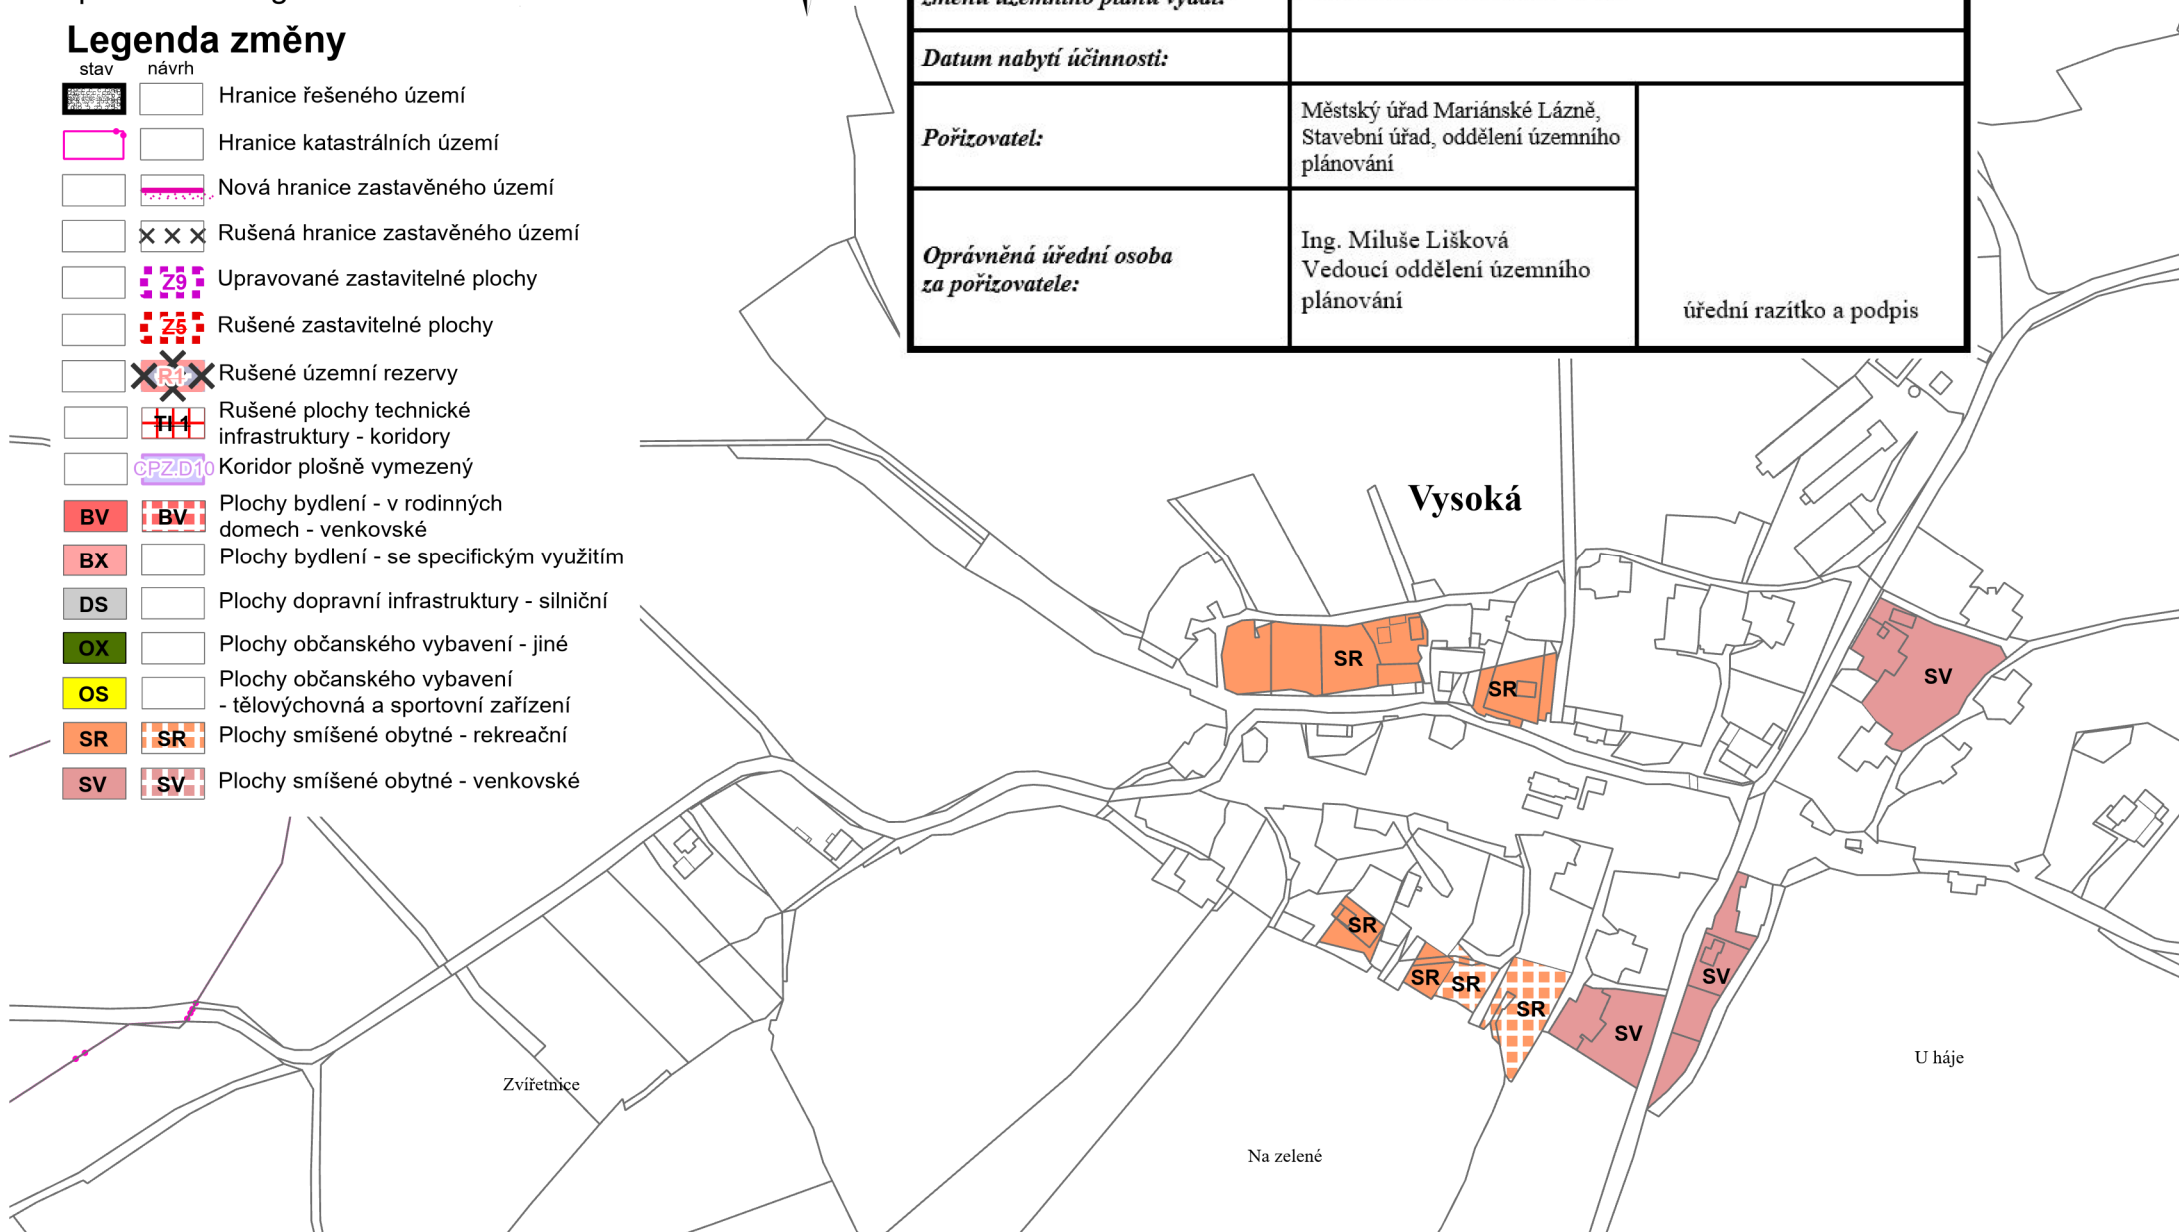 změnu územního plánu vydal:
Legenda změny
stav návrh
Hranice řešeného území
Hranice katastrálních území
Nová hranice zastavěného území
Rušená hranice zastavěného území
Z9 Upravované zastavitelné plochy
Z5 Rušené zastavitelné plochy
R1 Rušené územní rezervy
TI 1 Rušené plochy technické
infrastruktury - koridory
CPZ.D10 Koridor plošně vymezený
BV BV Plochy bydlení - v rodinných
domech - venkovské
BX Plochy bydlení - se specifickým využitím
DS Plochy dopravní infrastruktury - silniční
OX Plochy občanského vybavení - jiné
OS Plochy občanského vybavení
- tělovýchovná a sportovní zařízení
SR SR Plochy smíšené obytné - rekreační
SV SV Plochy smíšené obytné - venkovské
Datum nabytí účinnosti:
Pořizovatel:
Městský úřad Mariánské Lázně,
Stavební úřad, oddělení územního
plánování
Oprávněná úřední osoba
za pořizovatele:
Ing. Miluše Lišková
Vedoucí oddělení územního
plánování
úřední razítko a podpis
Vysoká
SR
SR
SV
SR
SR
SR
SR
SV
SV
U háje
Zvířetnice
Na zelené